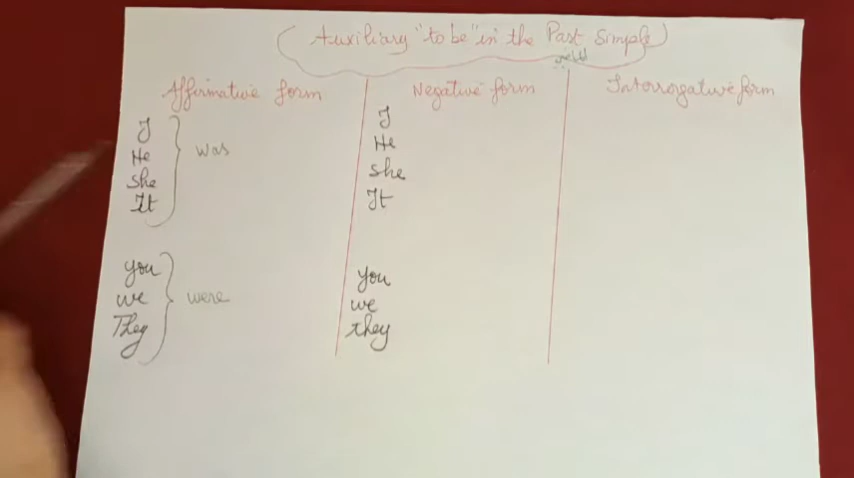 Auxiliary "to be" in the Past Simple
Affirmative form
I
He
she
It
was
you
we
They
were
Negative form
I
He
she
It
you
we
they
Interrogative form